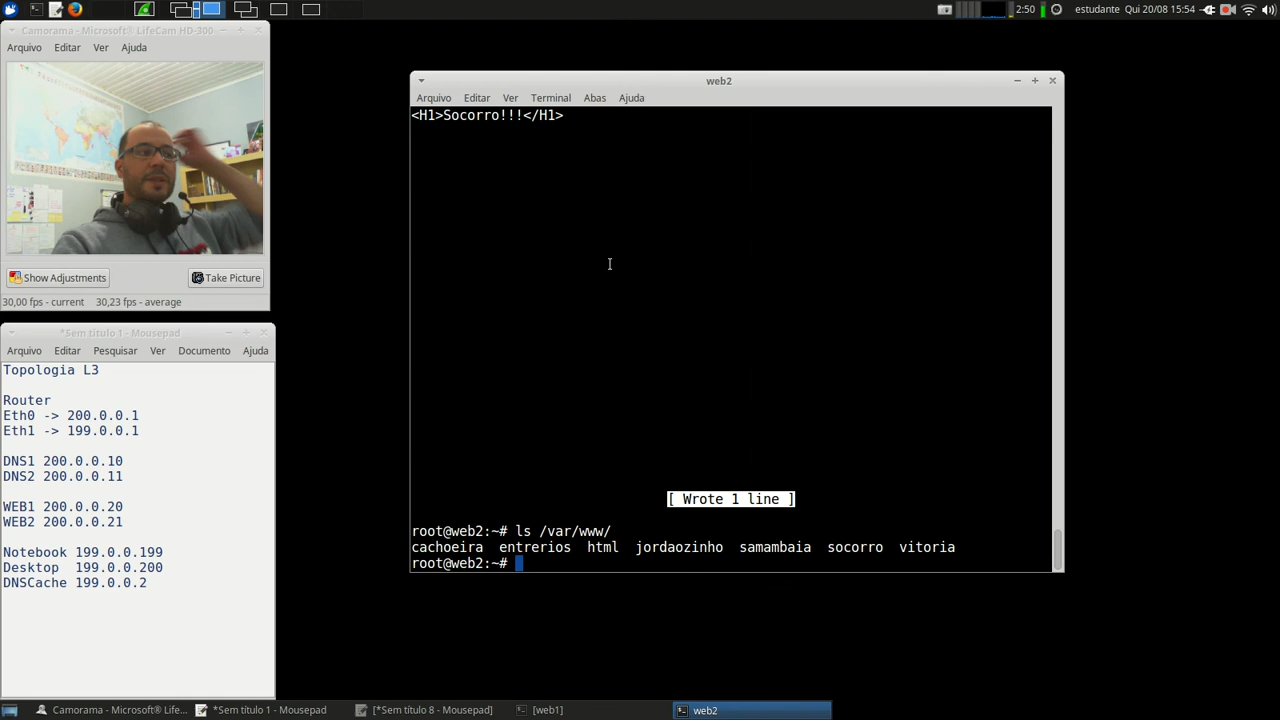 2:50
estudante Qui 20/08 15:54
Camorama - Microsoft® LifeCam HD-300
Arquivo Editar Ver Ajuda
Show Adjustments
Take Picture
30,00 fps - current 30,23 fps - average
*Sem título 1 - Mousepad
Arquivo Editar Pesquisar Ver Documento Ajuda
Topologia L3
Router
Eth0 -> 200.0.0.1
Eth1 -> 199.0.0.1
DNS1 200.0.0.10
DNS2 200.0.0.11
WEB1 200.0.0.20
WEB2 200.0.0.21
Notebook 199.0.0.199
Desktop  199.0.0.200
DNSCache 199.0.0.2
web2
Arquivo Editar Ver Terminal Abas Ajuda
<H1>Socorro!!!</H1>
[ Wrote 1 line ]
root@web2:~# ls /var/www/
cachoeira  entrerios  html  jordaozinho  samambaia  socorro  vitoria
root@web2:~#
Camorama - Microsoft® Life... *Sem título 1 - Mousepad [*Sem título 8 - Mousepad] [web1] web2